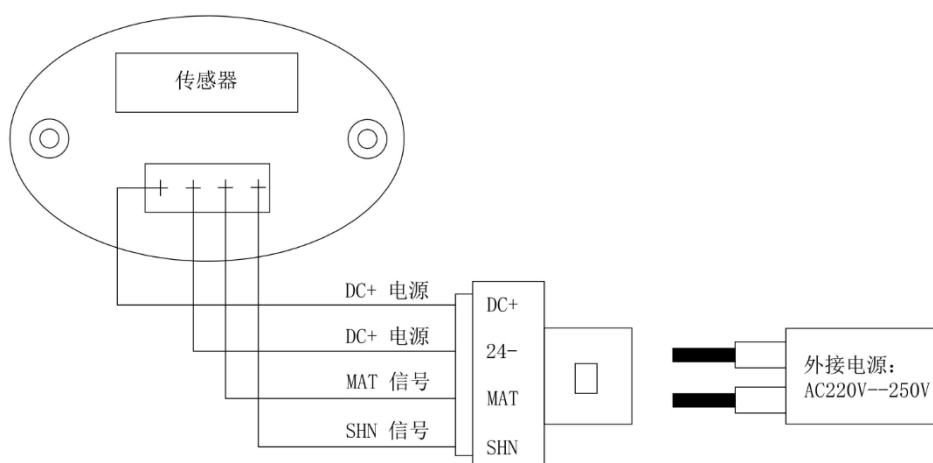 传感器
DC+ 电源
DC+ 电源
MAT 信号
SHN 信号
DC+
24-
MAT
SHN
外接电源:
AC220V--250V